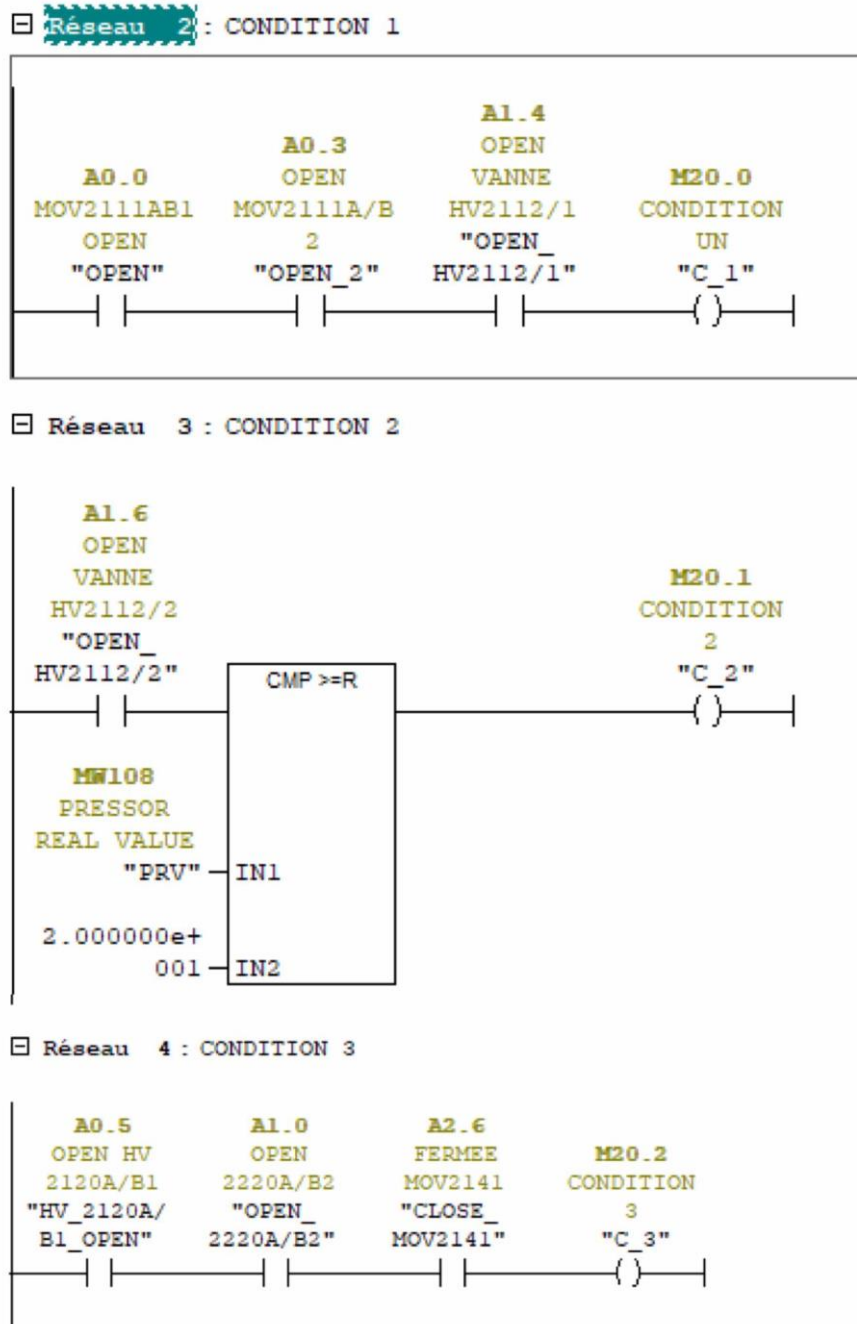 Réseau 2 : CONDITION 1
A1.4
A0.3 OPEN
A0.0 OPEN VANNE M20.0
MOV2111AB1 MOV2111A/B HV2112/1 CONDITION
OPEN 2 "OPEN_ UN
"OPEN" "OPEN_2" HV2112/1" "C_1"
Réseau 3 : CONDITION 2
A1.6
OPEN
VANNE M20.1
HV2112/2 CONDITION
"OPEN_ 2
HV2112/2" CMP >=R "C_2"
MW108
PRESSOR
REAL VALUE
"PRV" IN1
2.000000e+
001 IN2
Réseau 4 : CONDITION 3
A0.5 A1.0 A2.6
OPEN HV OPEN FERMEE M20.2
2120A/B1 2220A/B2 MOV2141 CONDITION
"HV_2120A/ "OPEN_ "CLOSE_ 3
B1_OPEN" 2220A/B2" MOV2141" "C_3"